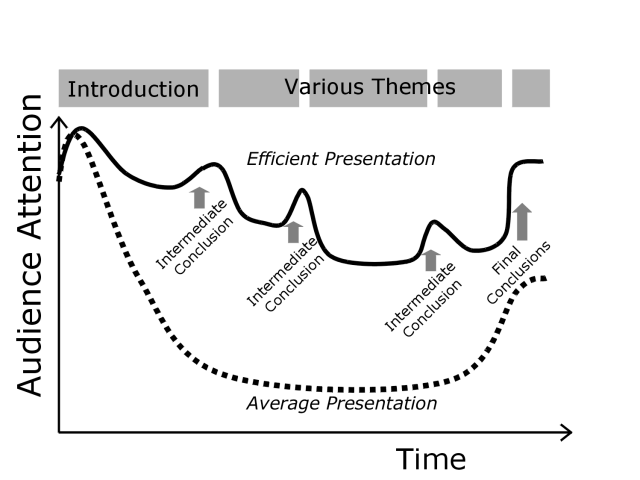 Introduction
Various Themes
Audience Attention
Efficient Presentation
Intermediate
Conclusion
Intermediate
Conclusion
Intermediate
Conclusion
Final
Conclusions
Average Presentation
Time